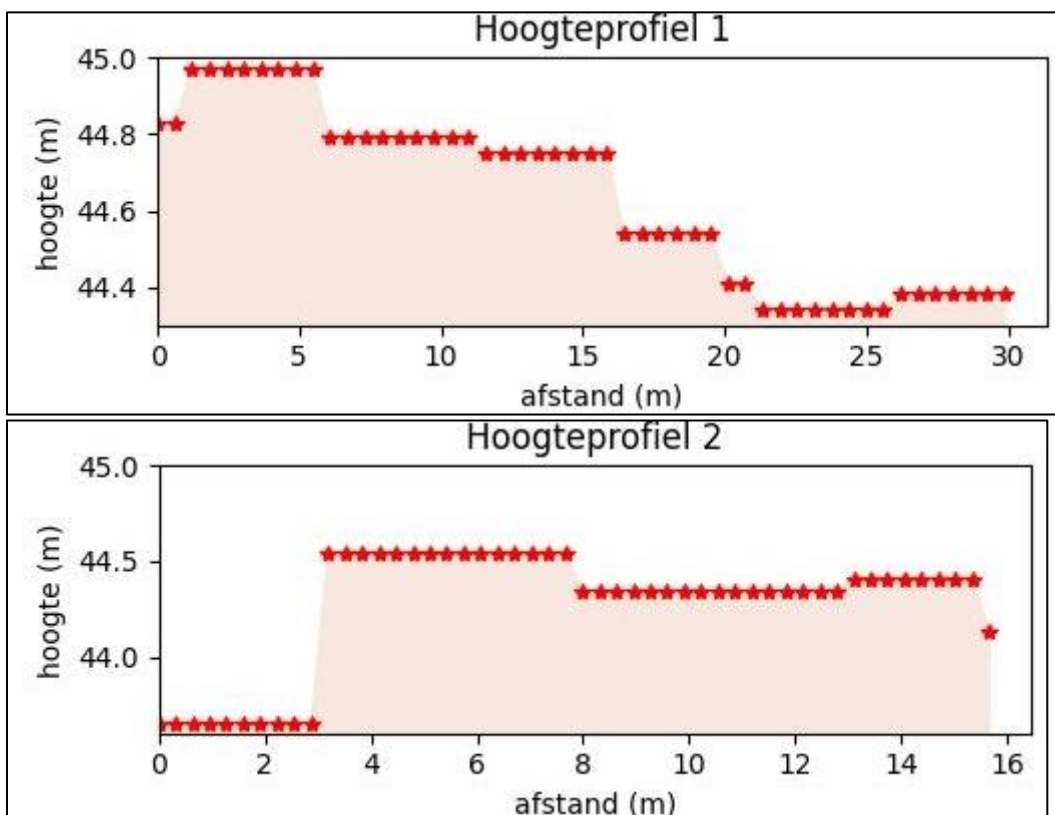 Hoogteprofiel 1
45.0
44.8
44.6
44.4
hoogte (m)
0 5 10 15 20 25 30
afstand (m)
Hoogteprofiel 2
45.0
44.5
44.0
hoogte (m)
0 2 4 6 8 10 12 14 16
afstand (m)